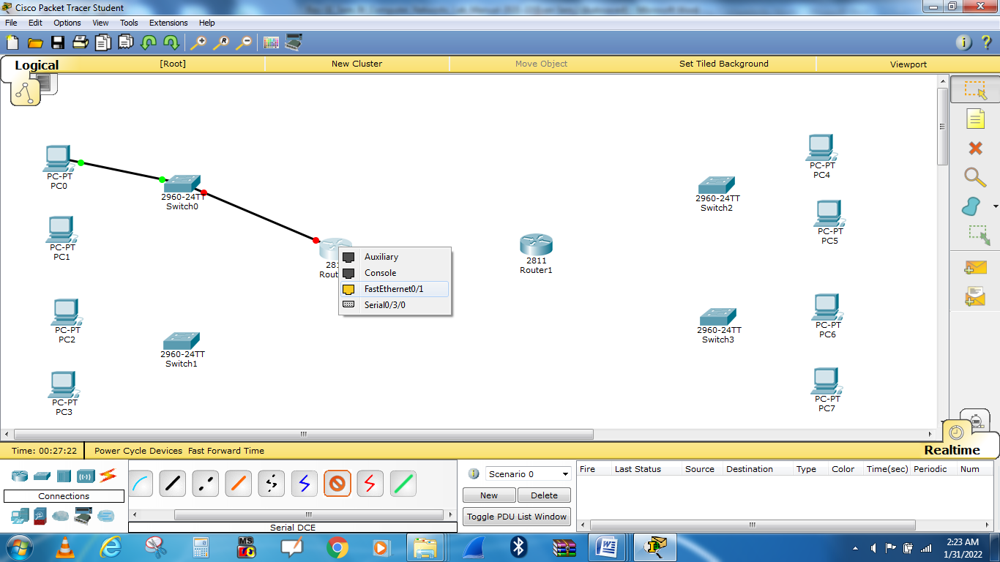 Cisco Packet Tracer Student
File Edit Options View Tools Extensions Help
Logical [Root] New Cluster Move Object Set Tiled Background Viewport
PC-PT
PC0
2960-24TT
Switch0
PC-PT
PC1
PC-PT
PC2
2960-24TT
Switch1
PC-PT
PC3
Auxiliary
Console
FastEthernet0/1
Serial0/3/0
2811
Router1
2960-24TT
Switch2
PC-PT
PC4
PC-PT
PC5
2960-24TT
Switch3
PC-PT
PC6
PC-PT
PC7
Time: 00:27:22 Power Cycle Devices Fast Forward Time Realtime
Connections
Serial DCE
Scenario 0
New Delete
Toggle PDU List Window
Fire Last Status Source Destination Type Color Time(sec) Periodic Num
MS
2:23 AM
1/31/2022